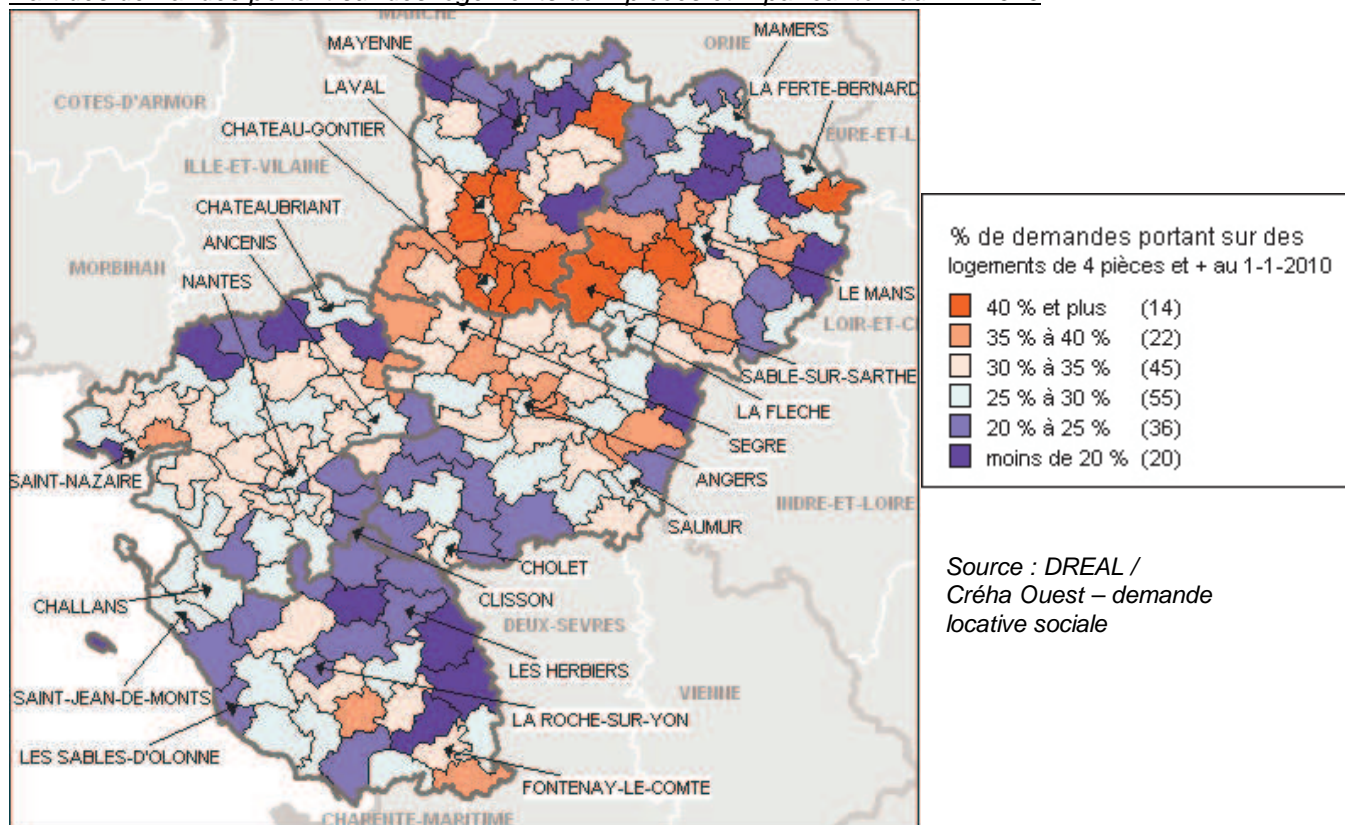 MAYENNE
ORNE
MAMERS
COTES-D'ARMOR
LAVAL
LA FERTE-BERNARD
CHATEAU-GONTIER
EURE-ET-L
ILLE-ET-VILAINE
CHATEAUBRIANT
ANCENIS
MORBIHAN
NANTES
LE MANS
LOIR-ET-C
SABLE-SUR-SARTHE
LA FLECHE
SEGRE
SAINT-NAZAIRE
ANGERS
INDRE-ET-LOIRE
SAUMUR
CHOLET
CHALLANS
CLISSON
DEUX-SEVRES
LES HERBIERS
SAINT-JEAN-DE-MONTS
VIENNE
LA ROCHE-SUR-YON
LES SABLES-D'OLONNE
FONTENAY-LE-COMTE
CHARENTE-MARITIME
% de demandes portant sur des
logements de 4 pièces et + au 1-1-2010
40 % et plus (14)
35 % à 40 % (22)
30 % à 35 % (45)
25 % à 30 % (55)
20 % à 25 % (36)
moins de 20 % (20)
Source : DREAL /
Créha Ouest – demande
locative sociale